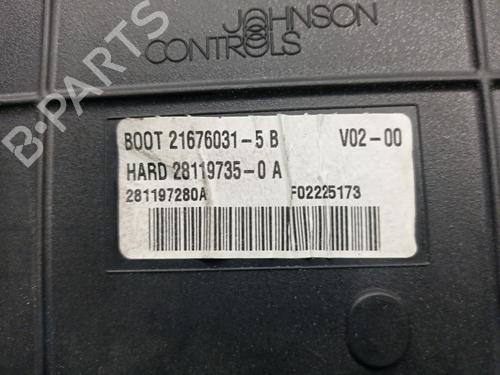 JOHNSON
CONTROLS
B-PARTS
BOOT 21676031-5 B V02-00
HARD 28119735-0 A
281197280A F02225173